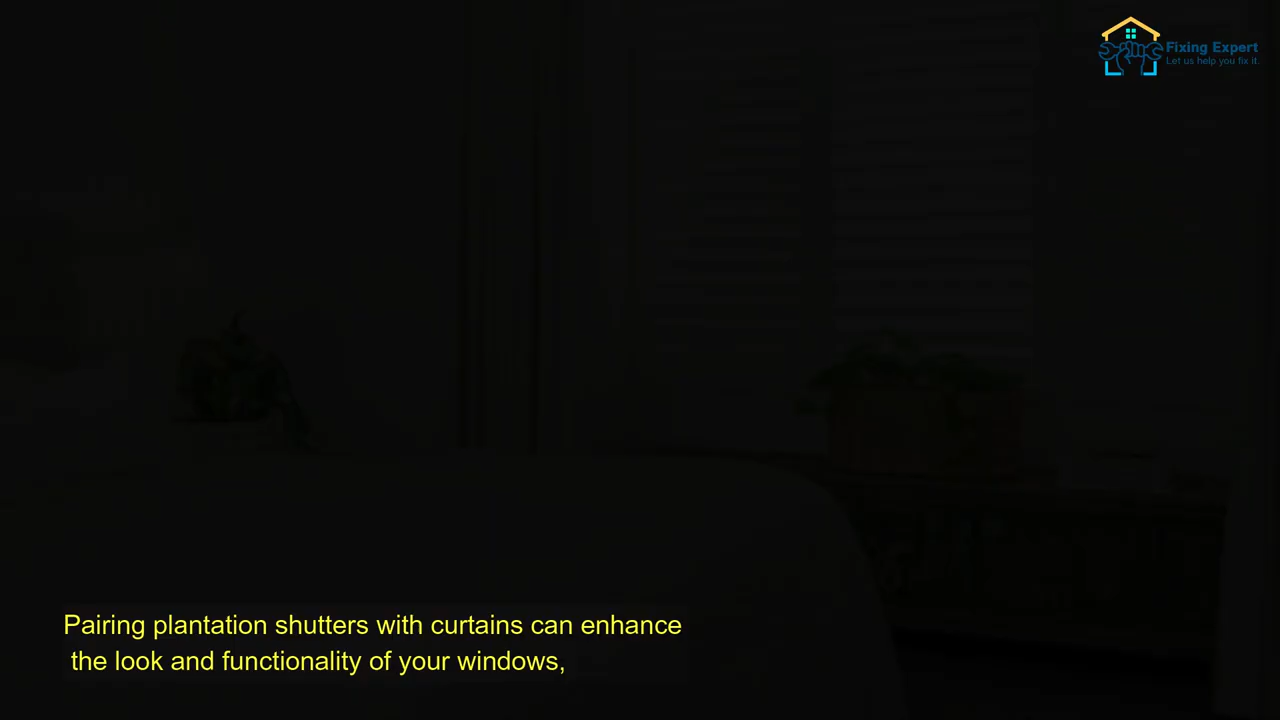 Fixing Expert
Let us help you fix it.
Pairing plantation shutters with curtains can enhance
the look and functionality of your windows,